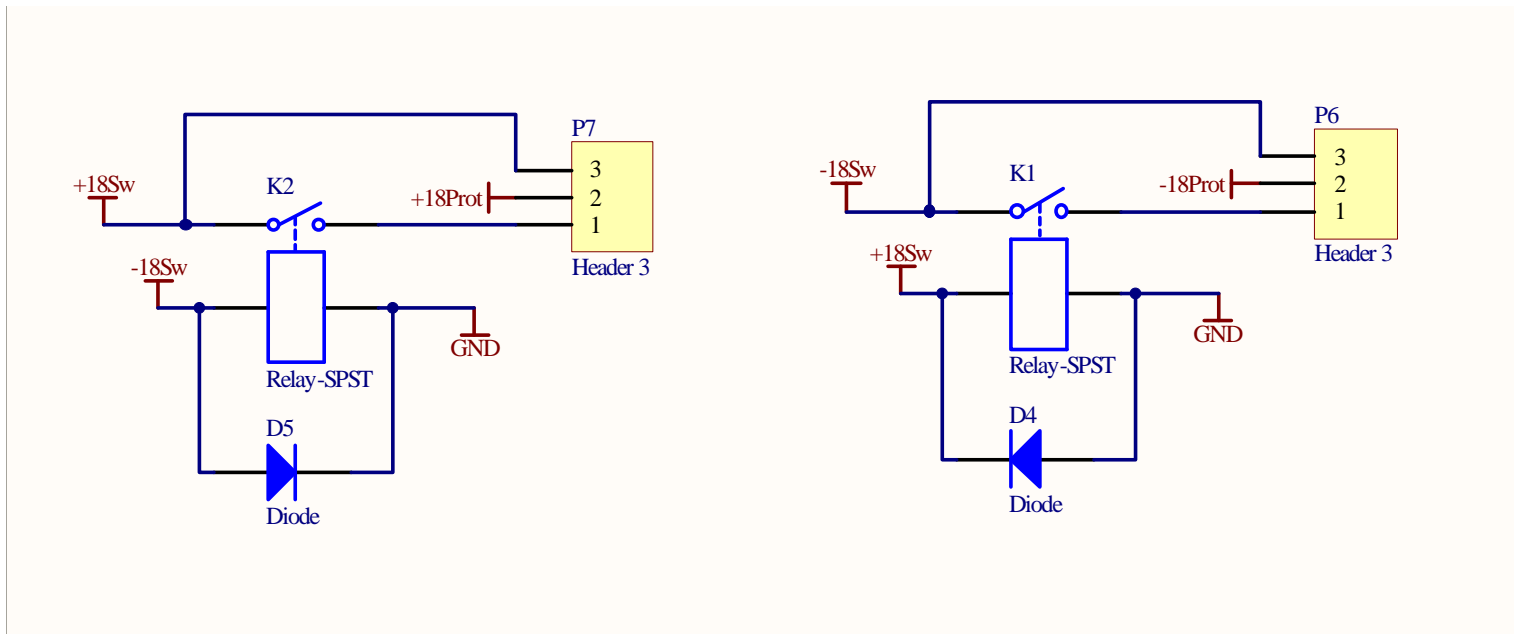 P7
3
+18Sw
K2
+18Prot
2
1
-18Sw
Header 3
GND
Relay-SPST
D5
Diode
P6
3
-18Sw
K1
-18Prot
2
1
+18Sw
Header 3
GND
Relay-SPST
D4
Diode